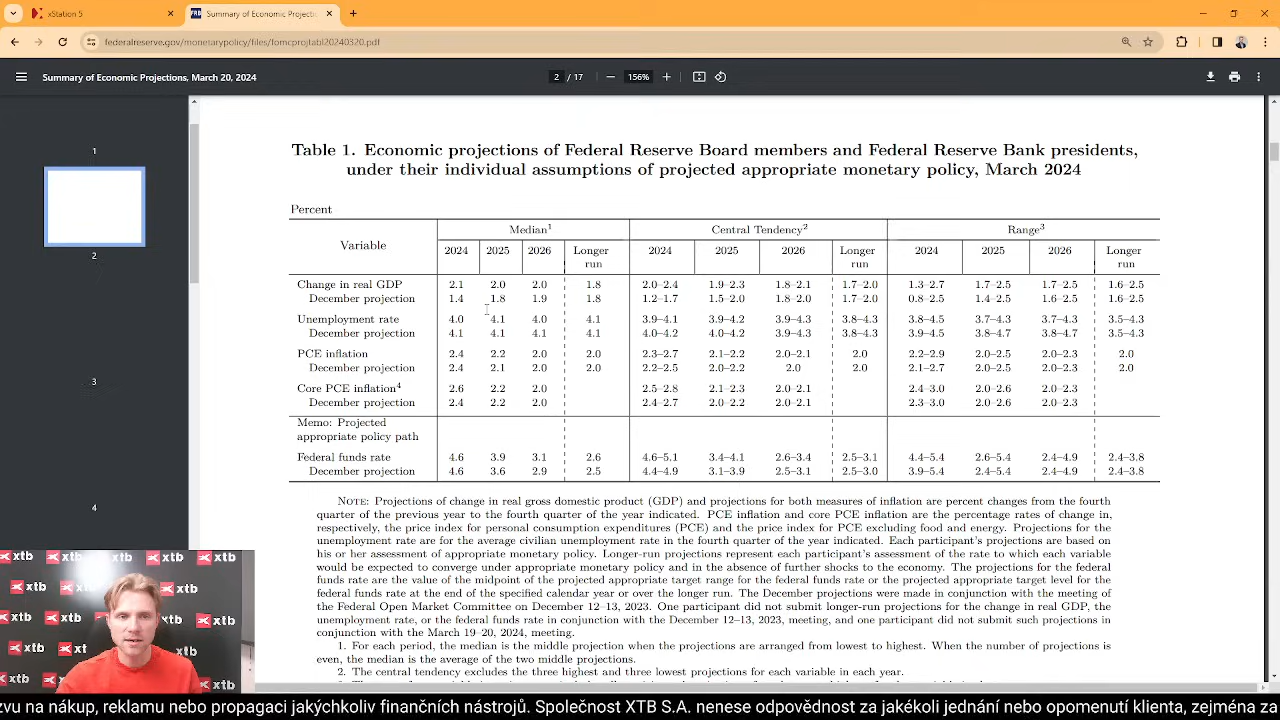 xStation 5
Summary of Economic Projecti
federalreserve.gov/monetarypolicy/files/fomcprojtabl20240320.pdf
Summary of Economic Projections, March 20, 2024
2 / 17
156%
1
2
3
4
Table 1. Economic projections of Federal Reserve Board members and Federal Reserve Bank presidents,
under their individual assumptions of projected appropriate monetary policy, March 2024
Percent
Variable Median1 Central Tendency2 Range3
2024 2025 2026 Longer run 2024 2025 2026 Longer run 2024 2025 2026 Longer run
Change in real GDP 2.1 2.0 2.0 1.8 2.0–2.4 1.9–2.3 1.8–2.1 1.7–2.0 1.3–2.7 1.7–2.5 1.7–2.5 1.6–2.5
December projection 1.4 1.8 1.9 1.8 1.2–1.7 1.5–2.0 1.8–2.0 1.7–2.0 0.8–2.5 1.4–2.5 1.6–2.5 1.6–2.5
Unemployment rate 4.0 4.1 4.0 4.1 3.9–4.1 3.9–4.2 3.9–4.3 3.8–4.3 3.8–4.5 3.7–4.3 3.7–4.3 3.5–4.3
December projection 4.1 4.1 4.1 4.1 4.0–4.2 4.0–4.2 3.9–4.3 3.8–4.3 3.9–4.5 3.8–4.7 3.8–4.7 3.5–4.3
PCE inflation 2.4 2.2 2.0 2.0 2.3–2.7 2.1–2.2 2.0–2.1 2.0 2.2–2.9 2.0–2.5 2.0–2.3 2.0
December projection 2.4 2.1 2.0 2.0 2.2–2.5 2.0–2.2 2.0 2.0 2.1–2.7 2.0–2.5 2.0–2.3 2.0
Core PCE inflation4 2.6 2.2 2.0 2.5–2.8 2.1–2.3 2.0–2.1 2.4–3.0 2.0–2.6 2.0–2.3
December projection 2.4 2.2 2.0 2.4–2.7 2.0–2.2 2.0–2.1 2.3–3.0 2.0–2.6 2.0–2.3
Memo: Projected
appropriate policy path
Federal funds rate 4.6 3.9 3.1 2.6 4.6–5.1 3.4–4.1 2.6–3.4 2.5–3.1 4.4–5.4 2.6–5.4 2.4–4.9 2.4–3.8
December projection 4.6 3.6 2.9 2.5 4.4–4.9 3.1–3.9 2.5–3.1 2.5–3.0 3.9–5.4 2.4–5.4 2.4–4.9 2.4–3.8
Note: Projections of change in real gross domestic product (GDP) and projections for both measures of inflation are percent changes from the fourth
quarter of the previous year to the fourth quarter of the year indicated. PCE inflation and core PCE inflation are the percentage rates of change in,
respectively, the price index for personal consumption expenditures (PCE) and the price index for PCE excluding food and energy. Projections for the
unemployment rate are for the average civilian unemployment rate in the fourth quarter of the year indicated. Each participant's projections are based on
his or her assessment of appropriate monetary policy. Longer-run projections represent each participant's assessment of the rate to which each variable
would be expected to converge under appropriate monetary policy and in the absence of further shocks to the economy. The projections for the federal
funds rate are the value of the midpoint of the projected appropriate target range for the federal funds rate or the projected appropriate target level for the
federal funds rate at the end of the specified calendar year or over the longer run. The December projections were made in conjunction with the meeting of
the Federal Open Market Committee on December 12–13, 2023. One participant did not submit longer-run projections for the change in real GDP, the
unemployment rate, or the federal funds rate in conjunction with the December 12–13, 2023, meeting, and one participant did not submit such projections in
conjunction with the March 19–20, 2024, meeting.
1. For each period, the median is the middle projection when the projections are arranged from lowest to highest. When the number of projections is
even, the median is the average of the two middle projections.
2. The central tendency excludes the three highest and three lowest projections for each variable in each year.
xtb xtb xtb xtb xtb
xtb xtb xtb
xtb xtb
xtb xtb xtb
xtb xtb
zvu na nákup, reklamu nebo propagaci jakýchkoliv finančních nástrojů. Společnost XTB S.A. nenese odpovědnost za jakékoli jednání nebo opomenutí klienta, zejména za